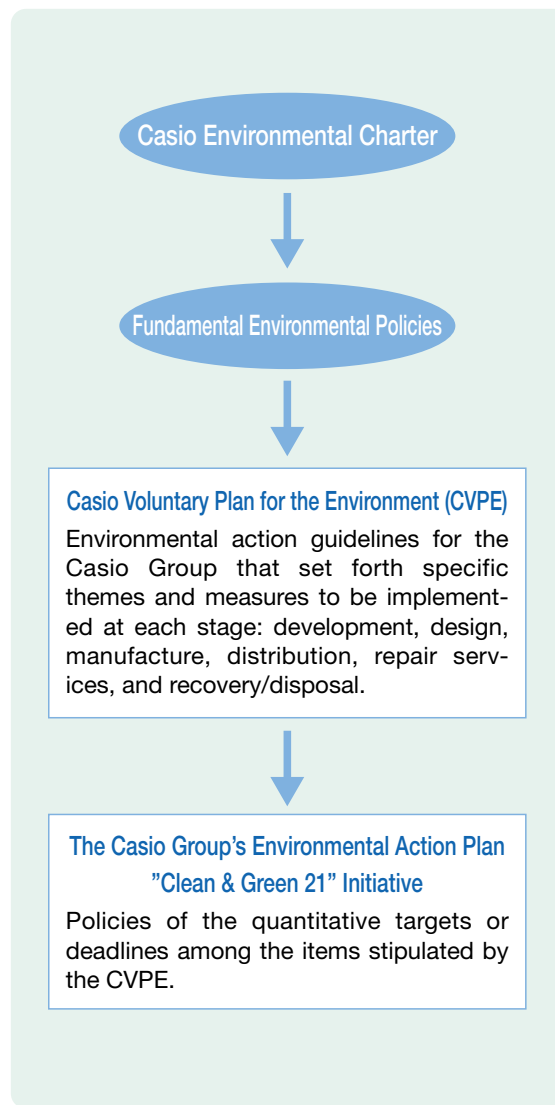 Casio Environmental Charter
Fundamental Environmental Policies
Casio Voluntary Plan for the Environment (CVPE)
Environmental action guidelines for the
Casio Group that set forth specific
themes and measures to be implement-
ed at each stage: development, design,
manufacture, distribution, repair serv-
ices, and recovery/disposal.
The Casio Group's Environmental Action Plan
”Clean & Green 21” Initiative
Policies of the quantitative targets or
deadlines among the items stipulated by
the CVPE.